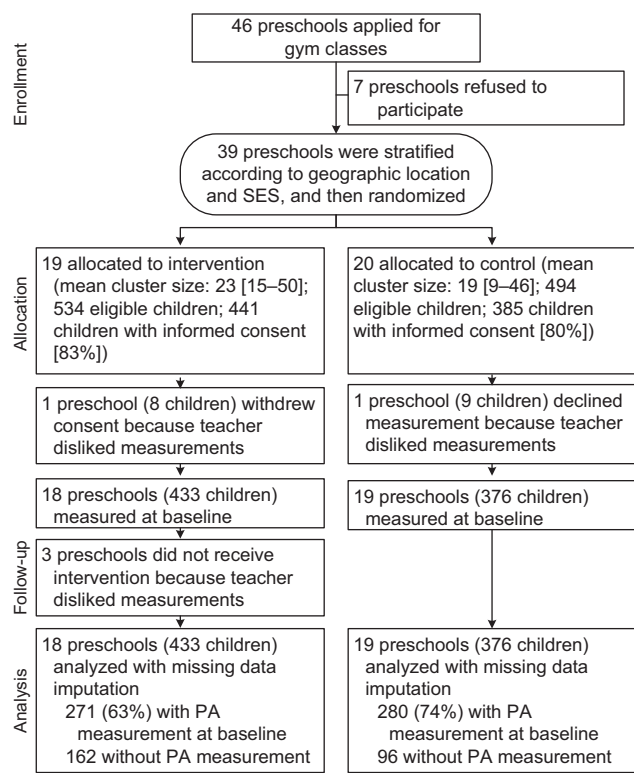 46 preschools applied for
gym classes
Enrollment
7 preschools refused to
participate
39 preschools were stratified
according to geographic location
and SES, and then randomized
Allocation
19 allocated to intervention
(mean cluster size: 23 [15–50];
534 eligible children; 441
children with informed consent
[83%])
20 allocated to control (mean
cluster size: 19 [9–46]; 494
eligible children; 385 children
with informed consent [80%])
1 preschool (8 children) withdrew
consent because teacher
disliked measurements
1 preschool (9 children) declined
measurement because teacher
disliked measurements
18 preschools (433 children)
measured at baseline
19 preschools (376 children)
measured at baseline
Follow-up
3 preschools did not receive
intervention because teacher
disliked measurements
Analysis
18 preschools (433 children)
analyzed with missing data
imputation
271 (63%) with PA
measurement at baseline
162 without PA measurement
19 preschools (376 children)
analyzed with missing data
imputation
280 (74%) with PA
measurement at baseline
96 without PA measurement